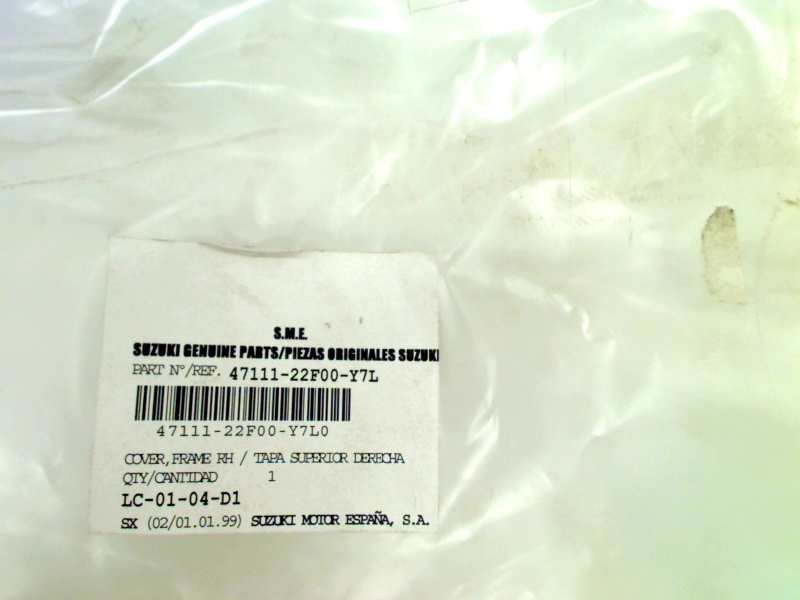 S.M.E.
SUZUKI GENUINE PARTS/PIEZAS ORIGINALES SUZUKI
PART Nº/REF. 47111-22F00-Y7L
47111-22F00-Y7L0
COVER,FRAME RH / TAPA SUPERIOR DERECHA
QTY/CANTIDAD 1
LC-01-04-D1
SX (02/01.01.99) SUZUKI MOTOR ESPAÑA, S.A.